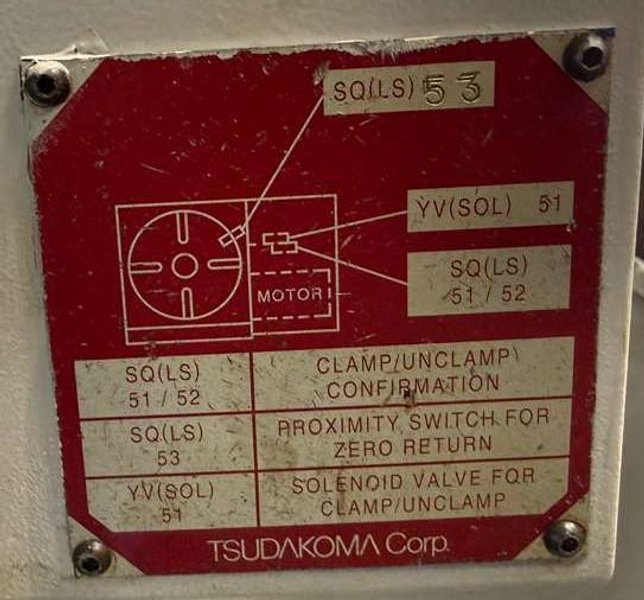 SQ(LS) 53
YV(SOL) 51
SQ(LS)
51 / 52
MOTOR
SQ(LS)
51 / 52
CLAMP/UNCLAMP
CONFIRMATION
SQ(LS)
53
PROXIMITY SWITCH FOR
ZERO RETURN
YV(SOL)
51
SOLENOID VALVE FOR
CLAMP/UNCLAMP
TSUDAKOMA Corp.